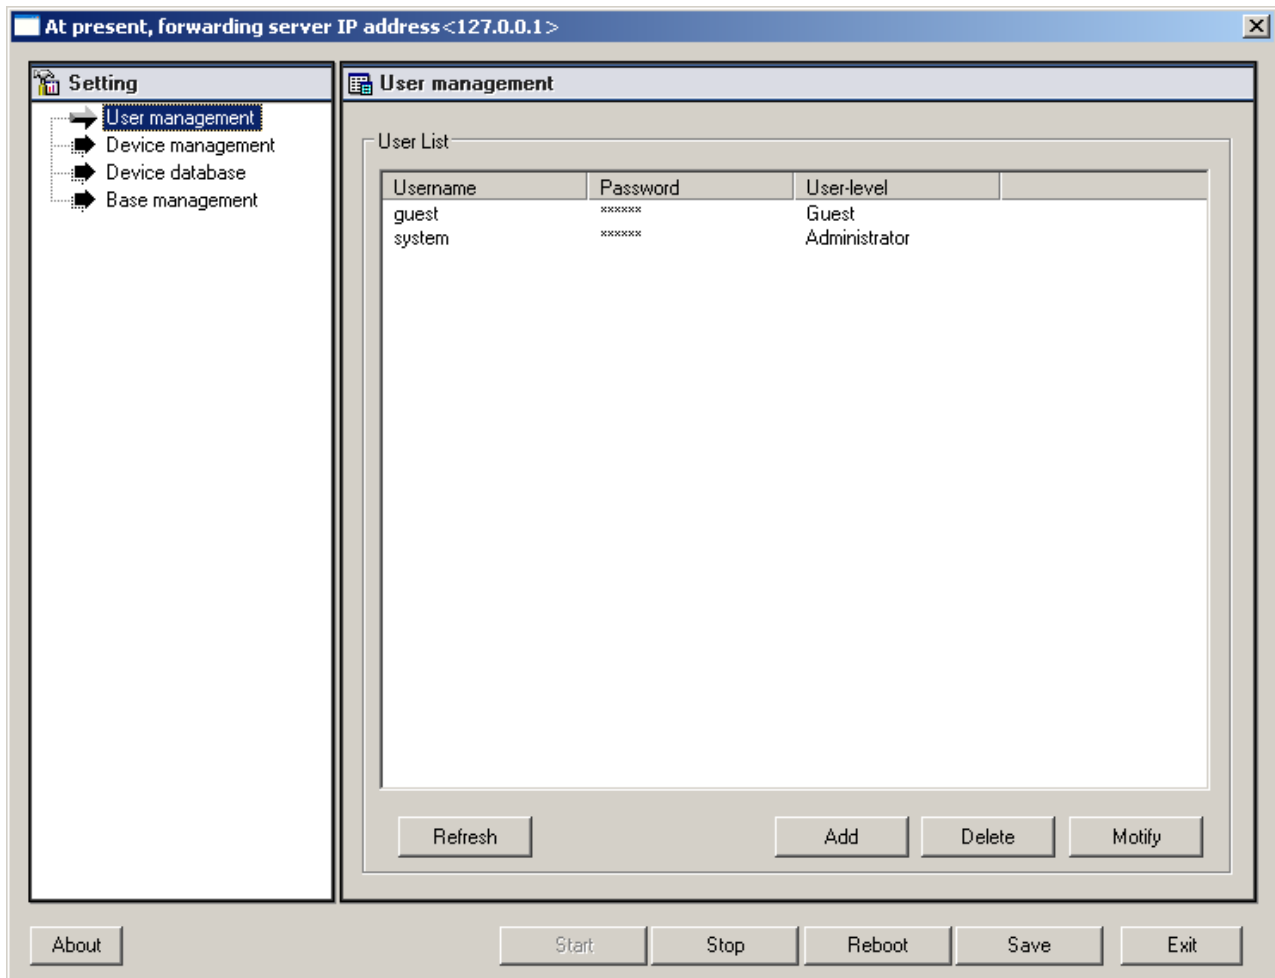 At present, forwarding server IP address<127.0.0.1>
Setting
User management
Device management
Device database
Base management
User management
User List
Username Password User-level
guest ****** Guest
system ****** Administrator
Refresh Add Delete Motify
About Start Stop Reboot Save Exit